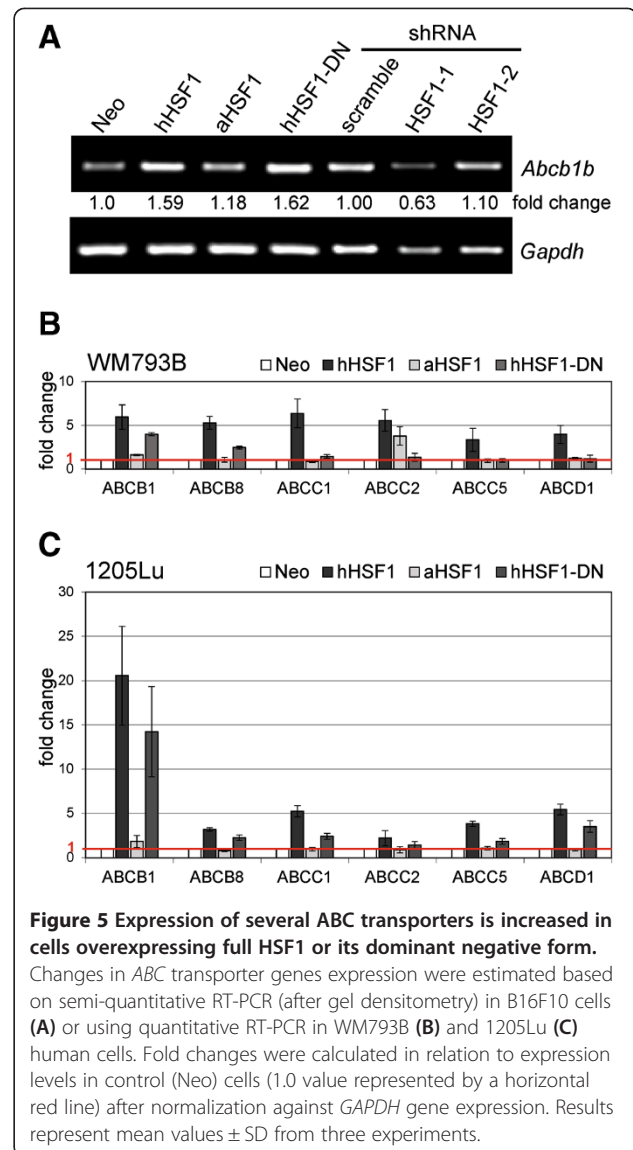 A
shRNA
Neo
hHSF1
aHSF1
hHSF1-DN
scramble
HSF1-1
HSF1-2
Abcb1b
1.0 1.59 1.18 1.62 1.00 0.63 1.10 fold change
Gapdh
B
WM793B
Neo hHSF1 aHSF1 hHSF1-DN
fold change
10
5
1
0
ABCB1 ABCB8 ABCC1 ABCC2 ABCC5 ABCD1
C
1205Lu
Neo hHSF1 aHSF1 hHSF1-DN
fold change
30
25
20
15
10
5
1
0
ABCB1 ABCB8 ABCC1 ABCC2 ABCC5 ABCD1
Figure 5 Expression of several ABC transporters is increased in
cells overexpressing full HSF1 or its dominant negative form.
Changes in ABC transporter genes expression were estimated based
on semi-quantitative RT-PCR (after gel densitometry) in B16F10 cells
(A) or using quantitative RT-PCR in WM793B (B) and 1205Lu (C)
human cells. Fold changes were calculated in relation to expression
levels in control (Neo) cells (1.0 value represented by a horizontal
red line) after normalization against GAPDH gene expression. Results
represent mean values ± SD from three experiments.